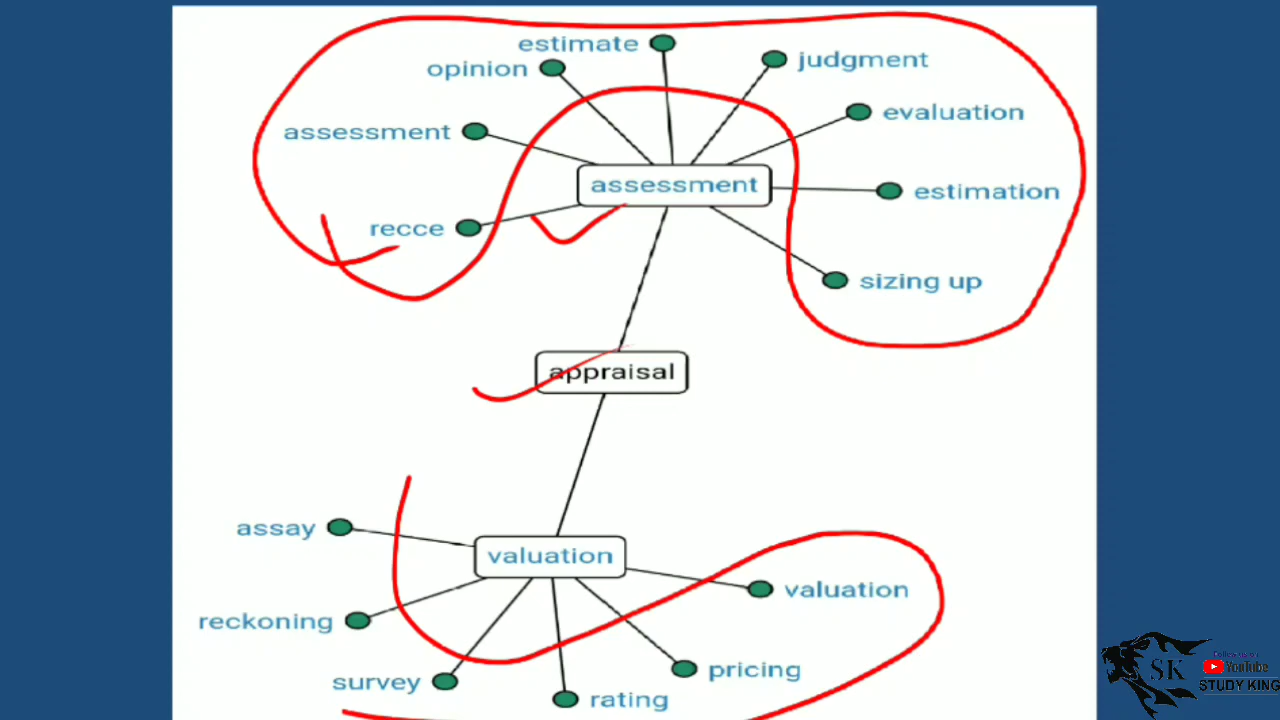 estimate
opinion
judgment
assessment
evaluation
assessment
estimation
recce
sizing up
appraisal
assay
valuation
valuation
reckoning
survey
pricing
rating
SK
YouTube
STUDY KING